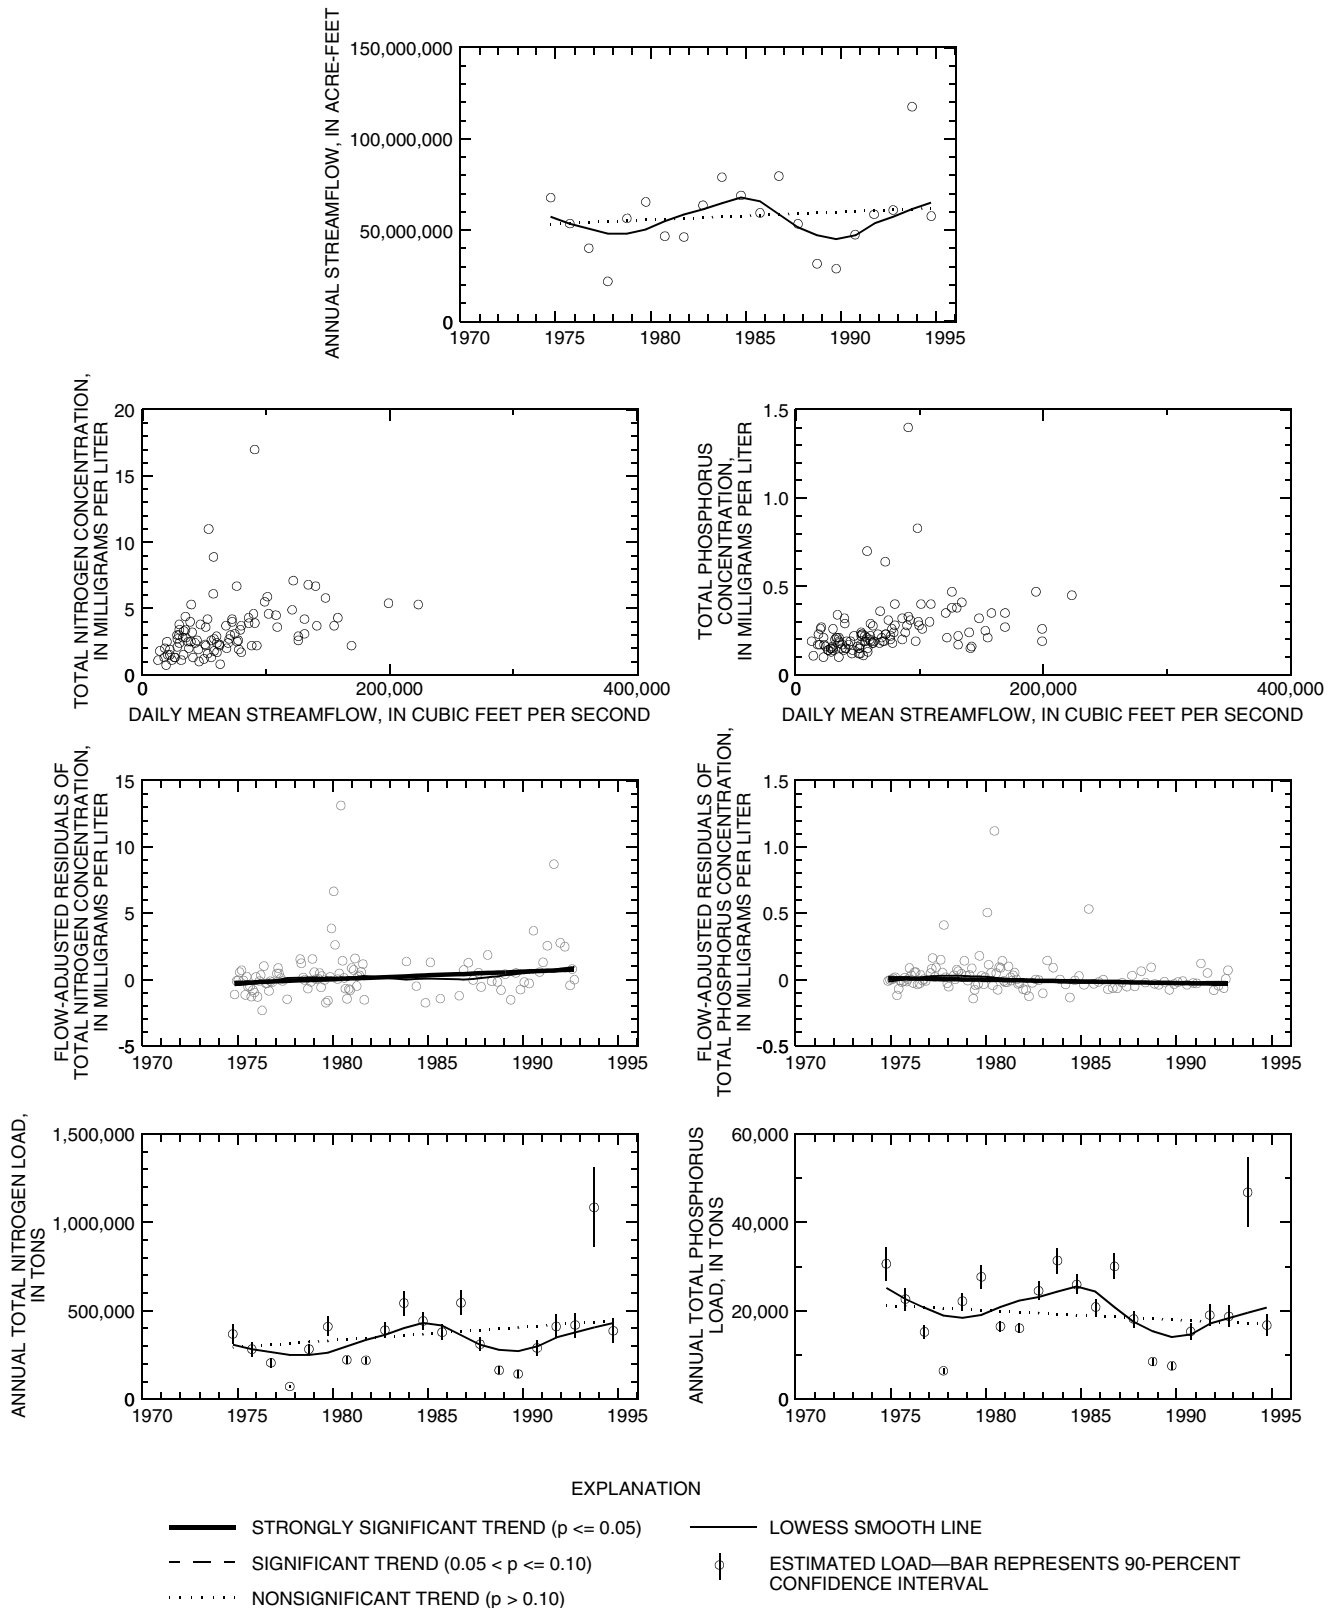 ANNUAL STREAMFLOW, IN ACRE-FEET
150,000,000
100,000,000
50,000,000
0
1970 1975 1980 1985 1990 1995
TOTAL NITROGEN CONCENTRATION,
IN MILLIGRAMS PER LITER
20
15
10
5
0
0 200,000 400,000
DAILY MEAN STREAMFLOW, IN CUBIC FEET PER SECOND
TOTAL PHOSPHORUS
CONCENTRATION,
IN MILLIGRAMS PER LITER
1.5
1.0
0.5
0
0 200,000 400,000
DAILY MEAN STREAMFLOW, IN CUBIC FEET PER SECOND
FLOW-ADJUSTED RESIDUALS OF
TOTAL NITROGEN CONCENTRATION,
IN MILLIGRAMS PER LITER
15
10
5
0
-5
1970 1975 1980 1985 1990 1995
FLOW-ADJUSTED RESIDUALS OF
TOTAL PHOSPHORUS CONCENTRATION,
IN MILLIGRAMS PER LITER
1.5
1.0
0.5
0
-0.5
1970 1975 1980 1985 1990 1995
ANNUAL TOTAL NITROGEN LOAD,
IN TONS
1,500,000
1,000,000
500,000
0
1970 1975 1980 1985 1990 1995
ANNUAL TOTAL PHOSPHORUS
LOAD, IN TONS
60,000
40,000
20,000
0
1970 1975 1980 1985 1990 1995
EXPLANATION
STRONGLY SIGNIFICANT TREND (p <= 0.05)
SIGNIFICANT TREND (0.05 < p <= 0.10)
NONSIGNIFICANT TREND (p > 0.10)
LOWESS SMOOTH LINE
ESTIMATED LOAD—BAR REPRESENTS 90-PERCENT
CONFIDENCE INTERVAL